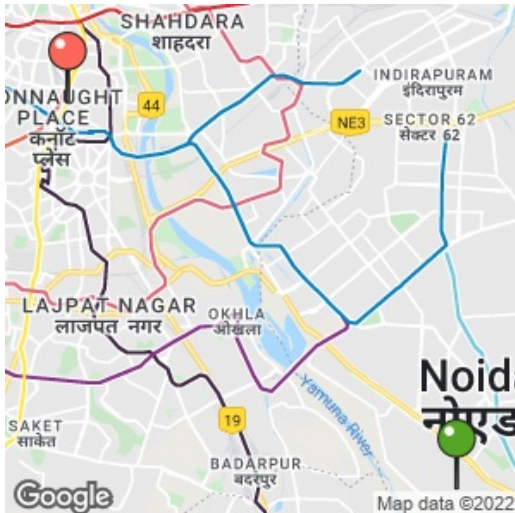 SHAHDARA
शाहदरा
INDIRAPURAM
इंदिरापुरम
ONNAUGHT
PLACE
कनॉट
प्लेस
44
NE3
SECTOR 62
सेक्टर 62
LAJPAT NAGAR
लाजपत नगर
OKHLA
ओखला
Noida
नोएड
SAKET
साकेत
19
Yamuna River
BADARPUR
बदरपुर
Google
Map data ©2022